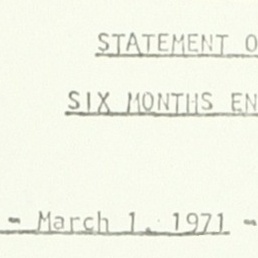 STATEMENT O
SIX MONTHS EN
- March 1, 1971 -